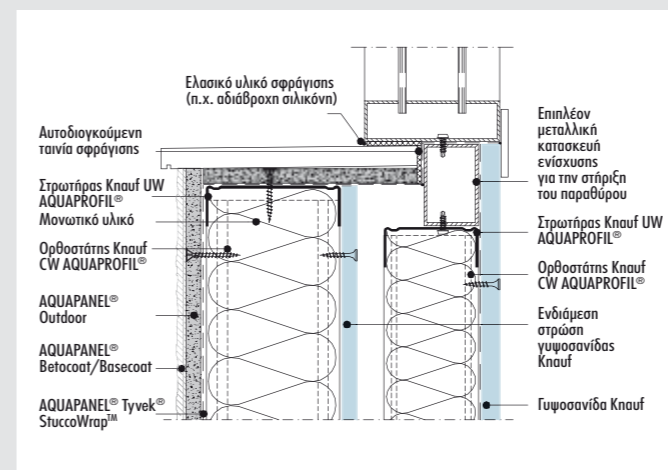 Ελασικό υλικό σφράγισης
(π.χ. αδιάβροχη σιλικόνη)
Αυτοδιογκούμενη
ταινία σφράγισης
Στρωτήρας Knauf UW
AQUAPROFIL®
Μονωτικό υλικό
Ορθοστάτης Knauf
CW AQUAPROFIL®
AQUAPANEL®
Outdoor
AQUAPANEL®
Betocoat/Basecoat
AQUAPANEL® Tyvek®
StuccoWrap™
Επιπλέον
μεταλλική
κατασκευή
ενίσχυσης
για την στήριξη
του παραθύρου
Στρωτήρας Knauf UW
AQUAPROFIL®
Ορθοστάτης Knauf
CW AQUAPROFIL®
Ενδιάμεση
στρώση
γυψοσανίδας
Knauf
Γυψοσανίδα Knauf